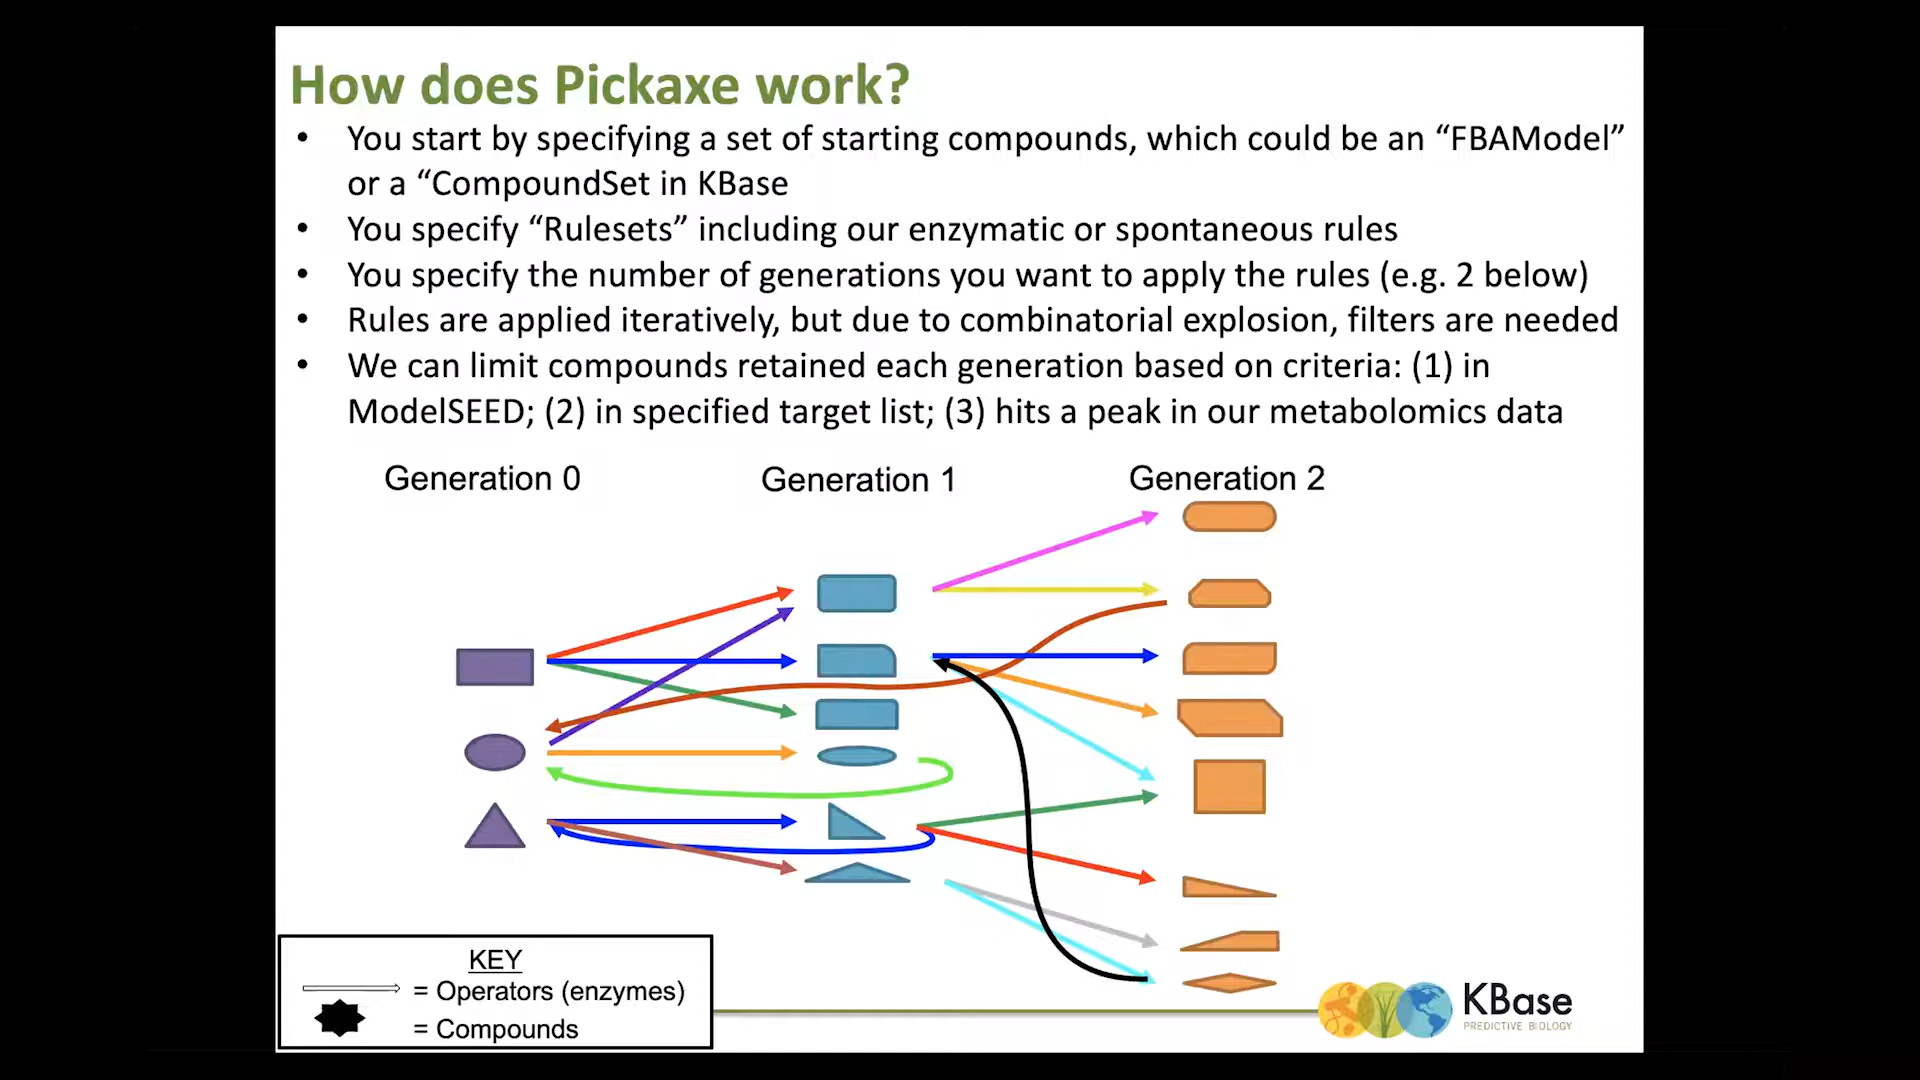 How does Pickaxe work?
• You start by specifying a set of starting compounds, which could be an “FBAModel”
or a “CompoundSet in KBase
• You specify “Rulesets” including our enzymatic or spontaneous rules
• You specify the number of generations you want to apply the rules (e.g. 2 below)
• Rules are applied iteratively, but due to combinatorial explosion, filters are needed
• We can limit compounds retained each generation based on criteria: (1) in
ModelSEED; (2) in specified target list; (3) hits a peak in our metabolomics data
Generation 0
Generation 1
Generation 2
KEY
= Operators (enzymes)
= Compounds
KBase
PREDICTIVE BIOLOGY